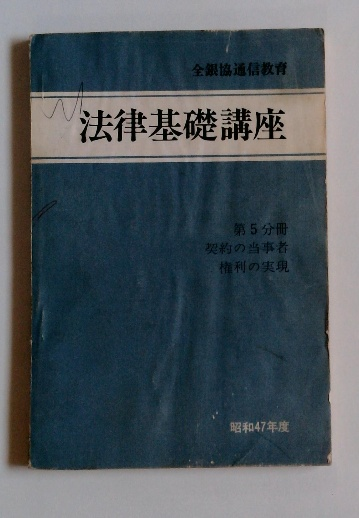 全銀協通信教育
法律基礎講座
第5分冊
契約の当事者
権利の実現
昭和47年度